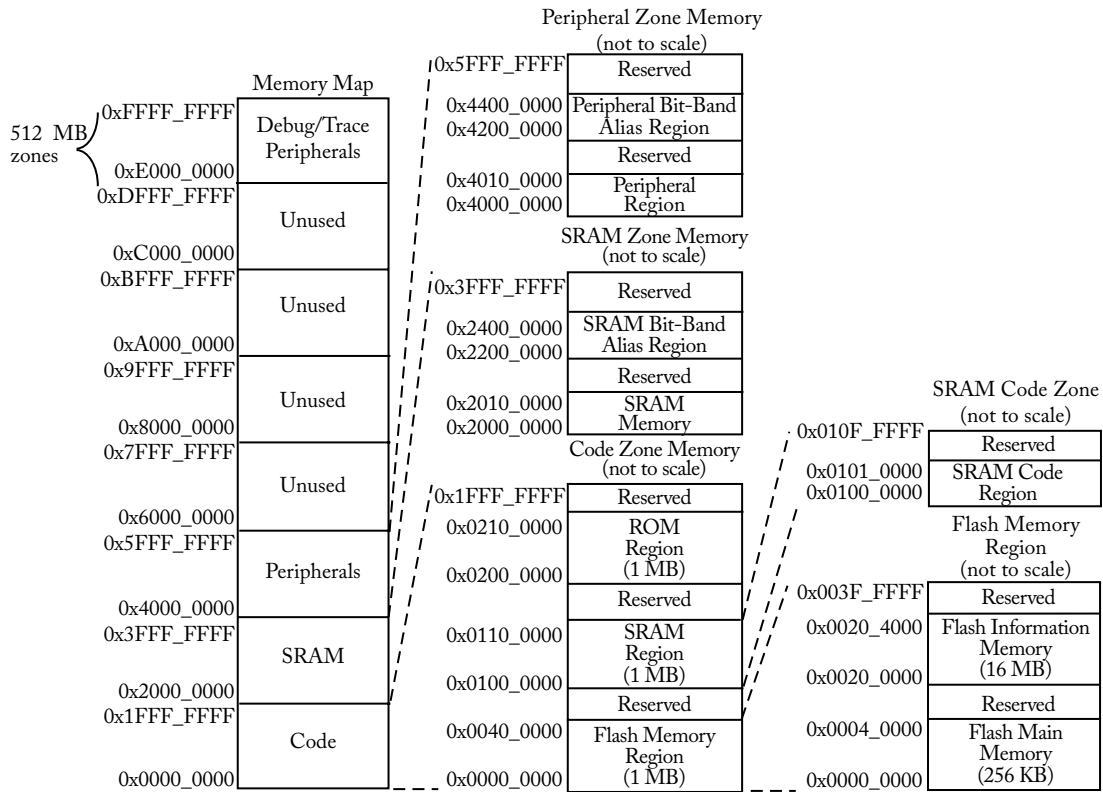 Memory Map
512 MB
zones
0xFFFF_FFFF
Debug/Trace
Peripherals
0xE000_0000
0xDFFF_FFFF
Unused
0xC000_0000
0xBFFF_FFFF
Unused
0xA000_0000
0x9FFF_FFFF
Unused
0x8000_0000
0x7FFF_FFFF
Unused
0x6000_0000
0x5FFF_FFFF
Peripherals
0x4000_0000
0x3FFF_FFFF
SRAM
0x2000_0000
0x1FFF_FFFF
Code
0x0000_0000
Peripheral Zone Memory
(not to scale)
0x5FFF_FFFF
Reserved
0x4400_0000
Peripheral Bit-Band
Alias Region
0x4200_0000
Reserved
0x4010_0000
Peripheral
Region
0x4000_0000
SRAM Zone Memory
(not to scale)
0x3FFF_FFFF
Reserved
0x2400_0000
SRAM Bit-Band
Alias Region
0x2200_0000
Reserved
0x2010_0000
SRAM
Memory
0x2000_0000
Code Zone Memory
(not to scale)
0x1FFF_FFFF
Reserved
0x0210_0000
ROM
Region
(1 MB)
0x0200_0000
Reserved
0x0110_0000
SRAM
Region
(1 MB)
0x0100_0000
Reserved
0x0040_0000
Flash Memory
Region
(1 MB)
0x0000_0000
SRAM Code Zone
(not to scale)
0x010F_FFFF
Reserved
0x0101_0000
SRAM Code
Region
0x0100_0000
Flash Memory
Region
(not to scale)
0x003F_FFFF
Reserved
0x0020_4000
Flash Information
Memory
(16 MB)
0x0020_0000
Reserved
0x0004_0000
Flash Main
Memory
(256 KB)
0x0000_0000